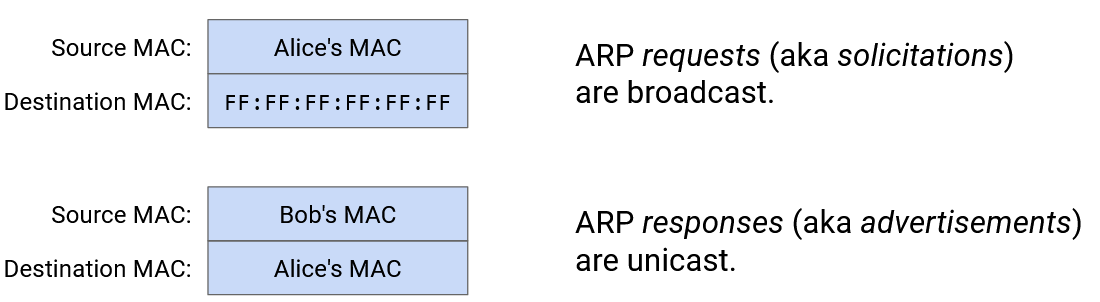 Source MAC: Alice's MAC
Destination MAC: FF:FF:FF:FF:FF:FF
ARP requests (aka solicitations)
are broadcast.
Source MAC: Bob's MAC
Destination MAC: Alice's MAC
ARP responses (aka advertisements)
are unicast.